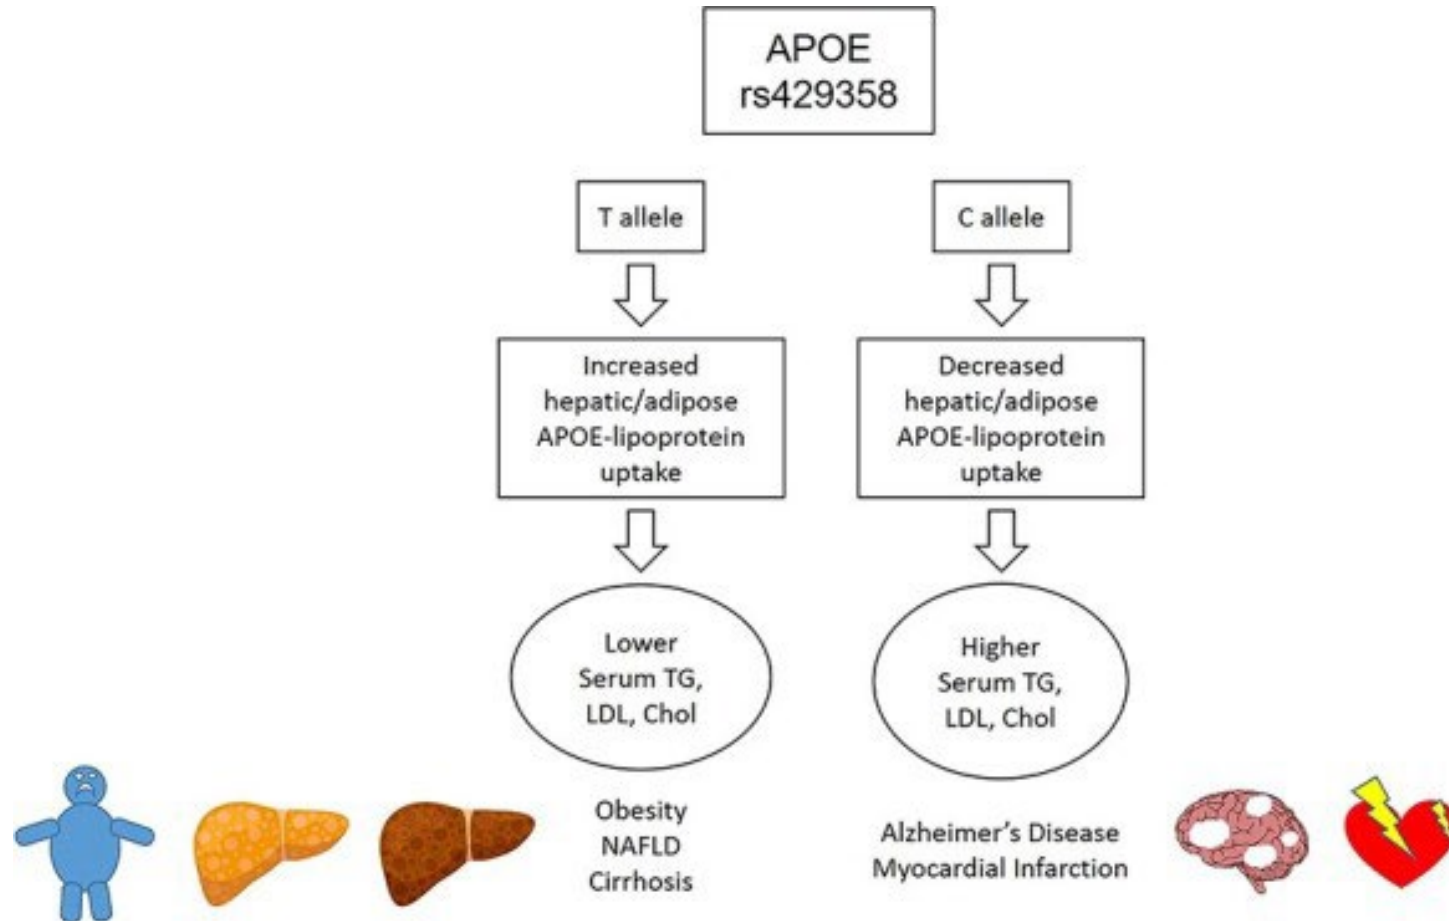 APOE
rs429358
T allele
C allele
Increased
hepatic/adipose
APOE-lipoprotein
uptake
Decreased
hepatic/adipose
APOE-lipoprotein
uptake
Lower
Serum TG,
LDL, Chol
Higher
Serum TG,
LDL, Chol
Obesity
NAFLD
Cirrhosis
Alzheimer's Disease
Myocardial Infarction